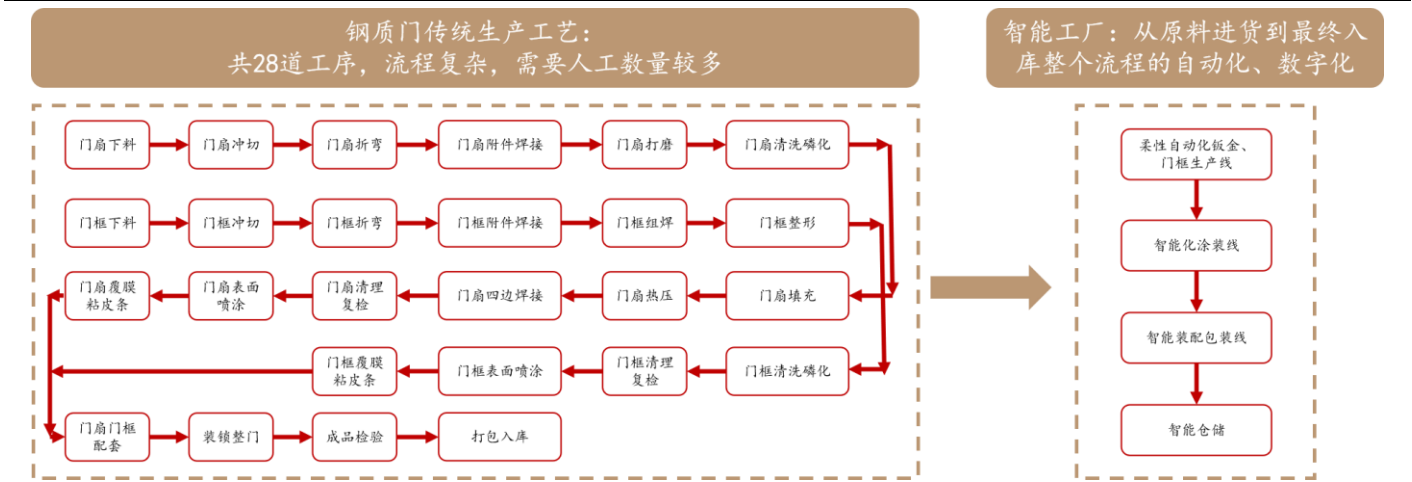 钢质门传统生产工艺：
共28道工序，流程复杂，需要人工数量较多
智能工厂：从原料进货到最终入
库整个流程的自动化、数字化
门扇下料
门扇冲切
门扇折弯
门扇附件焊接
门扇打磨
门扇清洗磷化
门框下料
门框冲切
门框折弯
门框附件焊接
门框组焊
门框整形
门扇覆膜
粘皮条
门扇表面
喷涂
门扇清理
复检
门扇四边焊接
门扇热压
门扇填充
门框覆膜
粘皮条
门框表面喷涂
门框清理
复检
门框清洗磷化
门扇门框
配套
装锁整门
成品检验
打包入库
柔性自动化钣金、
门框生产线
智能化涂装线
智能装配包装线
智能仓储